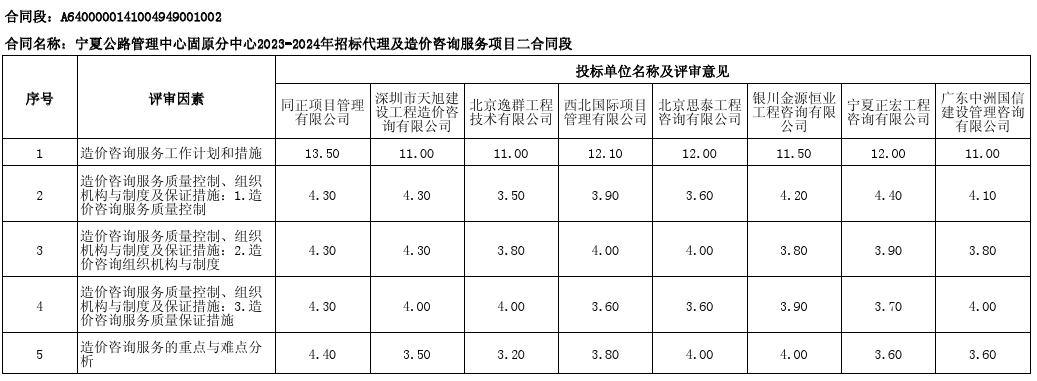 合同段：A6400000141004949001002
合同名称：宁夏公路管理中心固原分中心2023-2024年招标代理及造价咨询服务项目二合同段
序号 评审因素 投标单位名称及评审意见
同正项目管理有限公司 深圳市天旭建设工程造价咨询有限公司 北京逸群工程技术有限公司 西北国际项目管理有限公司 北京思泰工程咨询有限公司 银川金源恒业工程咨询有限公司 宁夏正宏工程咨询有限公司 广东中洲国信建设管理咨询有限公司
1 造价咨询服务工作计划和措施 13.50 11.00 11.00 12.10 12.00 11.50 12.00 11.00
2 造价咨询服务质量控制、组织机构与制度及保证措施：1.造价咨询服务质量控制 4.30 4.30 3.50 3.90 3.60 4.20 4.40 4.10
3 造价咨询服务质量控制、组织机构与制度及保证措施：2.造价咨询组织机构与制度 4.30 4.30 3.80 4.00 4.00 3.80 3.90 3.80
4 造价咨询服务质量控制、组织机构与制度及保证措施：3.造价咨询服务质量保证措施 4.30 4.00 4.00 3.60 3.60 3.90 3.70 4.00
5 造价咨询服务的重点与难点分析 4.40 3.50 3.20 3.80 4.00 4.00 3.60 3.60